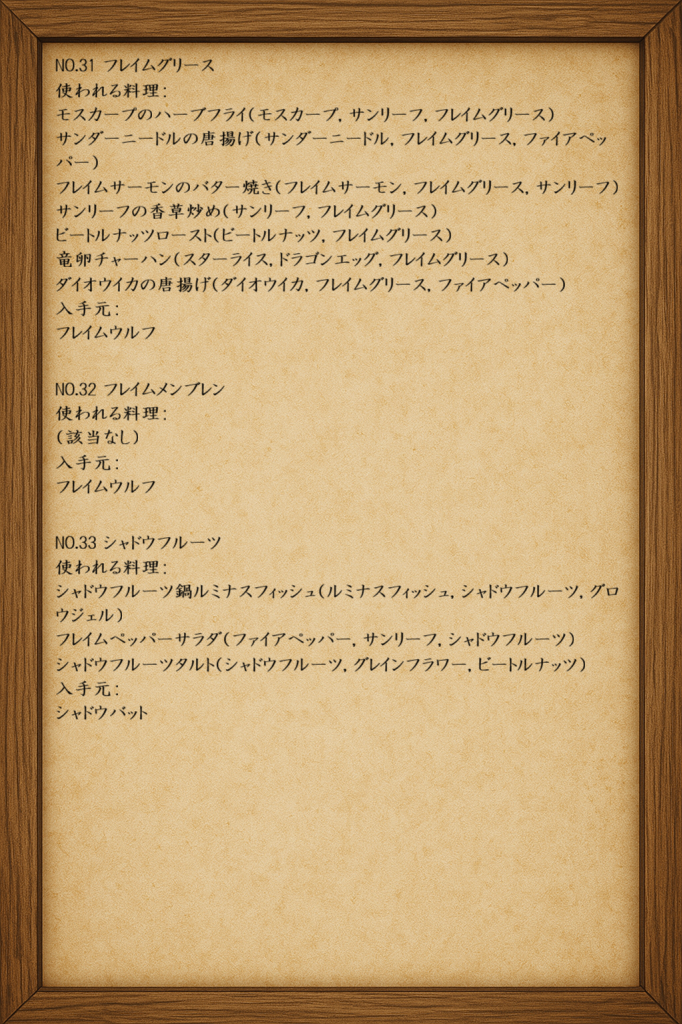 NO.31 フレイムグリース
使われる料理:
モスカープのハーブフライ(モスカープ, サンリーフ, フレイムグリース)
サンダーニードルの唐揚げ(サンダーニードル, フレイムグリース, ファイアペッ
パー)
フレイムサーモンのバター焼き(フレイムサーモン, フレイムグリース, サンリーフ)
サンリーフの香草炒め(サンリーフ, フレイムグリース)
ビートルナッツロースト(ビートルナッツ, フレイムグリース)
竜卵チャーハン(スターライス, ドラゴンエッグ, フレイムグリース)
ダイオウイカの唐揚げ(ダイオウイカ, フレイムグリース, ファイアペッパー)
入手元:
フレイムウルフ
NO.32 フレイムメンブレン
使われる料理:
(該当なし)
入手元:
フレイムウルフ
NO.33 シャドウフルーツ
使われる料理:
シャドウフルーツ鍋ルミナスフィッシュ(ルミナスフィッシュ, シャドウフルーツ, グロ
ウジェル)
フレイムペッパーサラダ(ファイアペッパー, サンリーフ, シャドウフルーツ)
シャドウフルーツタルト(シャドウフルーツ, グレインフラワー, ビートルナッツ)
入手元:
シャドウバット